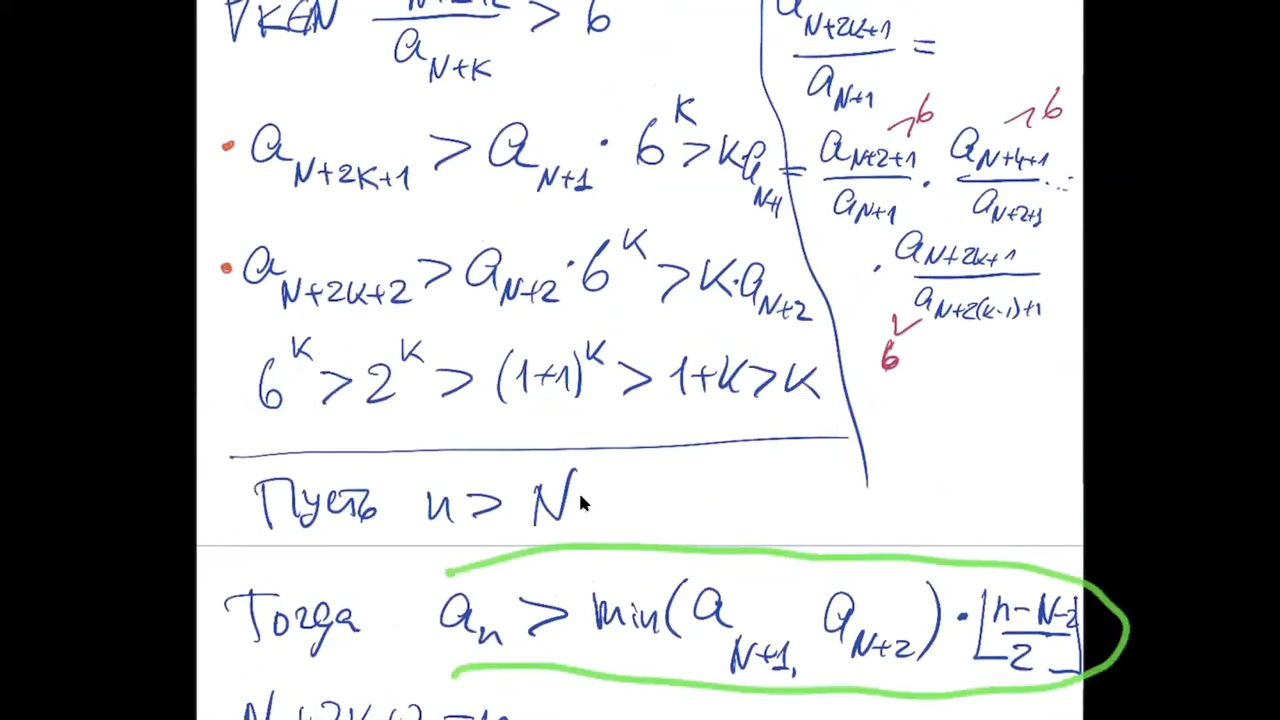 ∀K∈N a_{N+K} > 6
• a_{N+2K+1} > a_{N+1} · 6^K > K a_{N+1}
• a_{N+2K+2} > a_{N+2} · 6^K > K·a_{N+2}
6^K > 2^K > (1+1)^K > 1+K > K
a_{N+2K+1} / a_{N+1} =
= a_{N+2+1} / a_{N+1} · a_{N+4+1} / a_{N+2+1} ...
>6 >6
· a_{N+2K+1} / a_{N+2(K-1)+1}
6
Пусть n > N
Тогда a_n > min(a_{N+1}, a_{N+2}) · ⌊(n-N-2)/2⌋